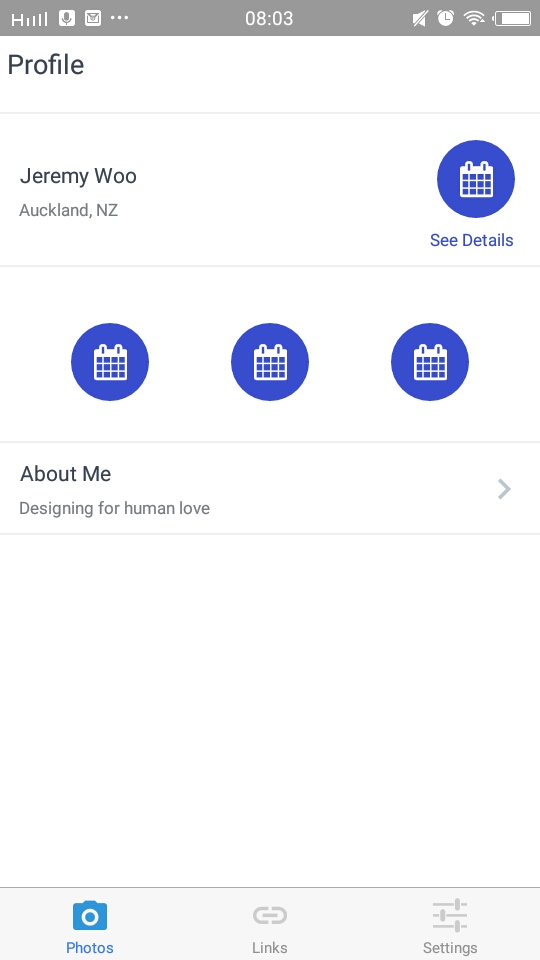 08:03
Profile
Jeremy Woo
Auckland, NZ
See Details
About Me
Designing for human love
Photos
Links
Settings